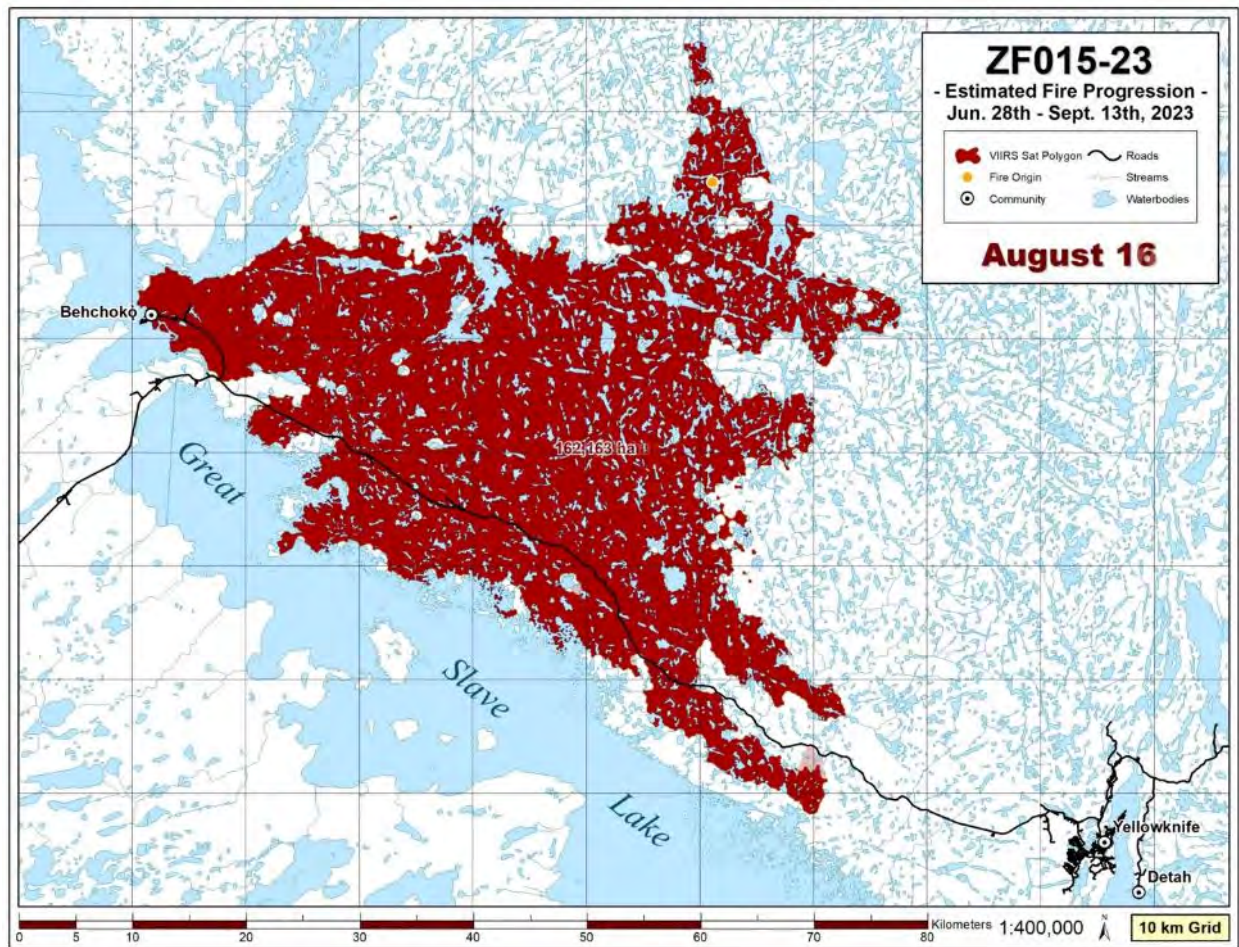 ZF015-23
- Estimated Fire Progression -
Jun. 28th - Sept. 13th, 2023
VIIRS Sat Polygon
Roads
Fire Origin
Streams
Community
Waterbodies
August 16
Behchoko
162,163 ha
Great
Slave
Lake
Yellowknife
Detah
0 5 10 20 30 40 50 60 70 80
Kilometers 1:400,000 N
10 km Grid